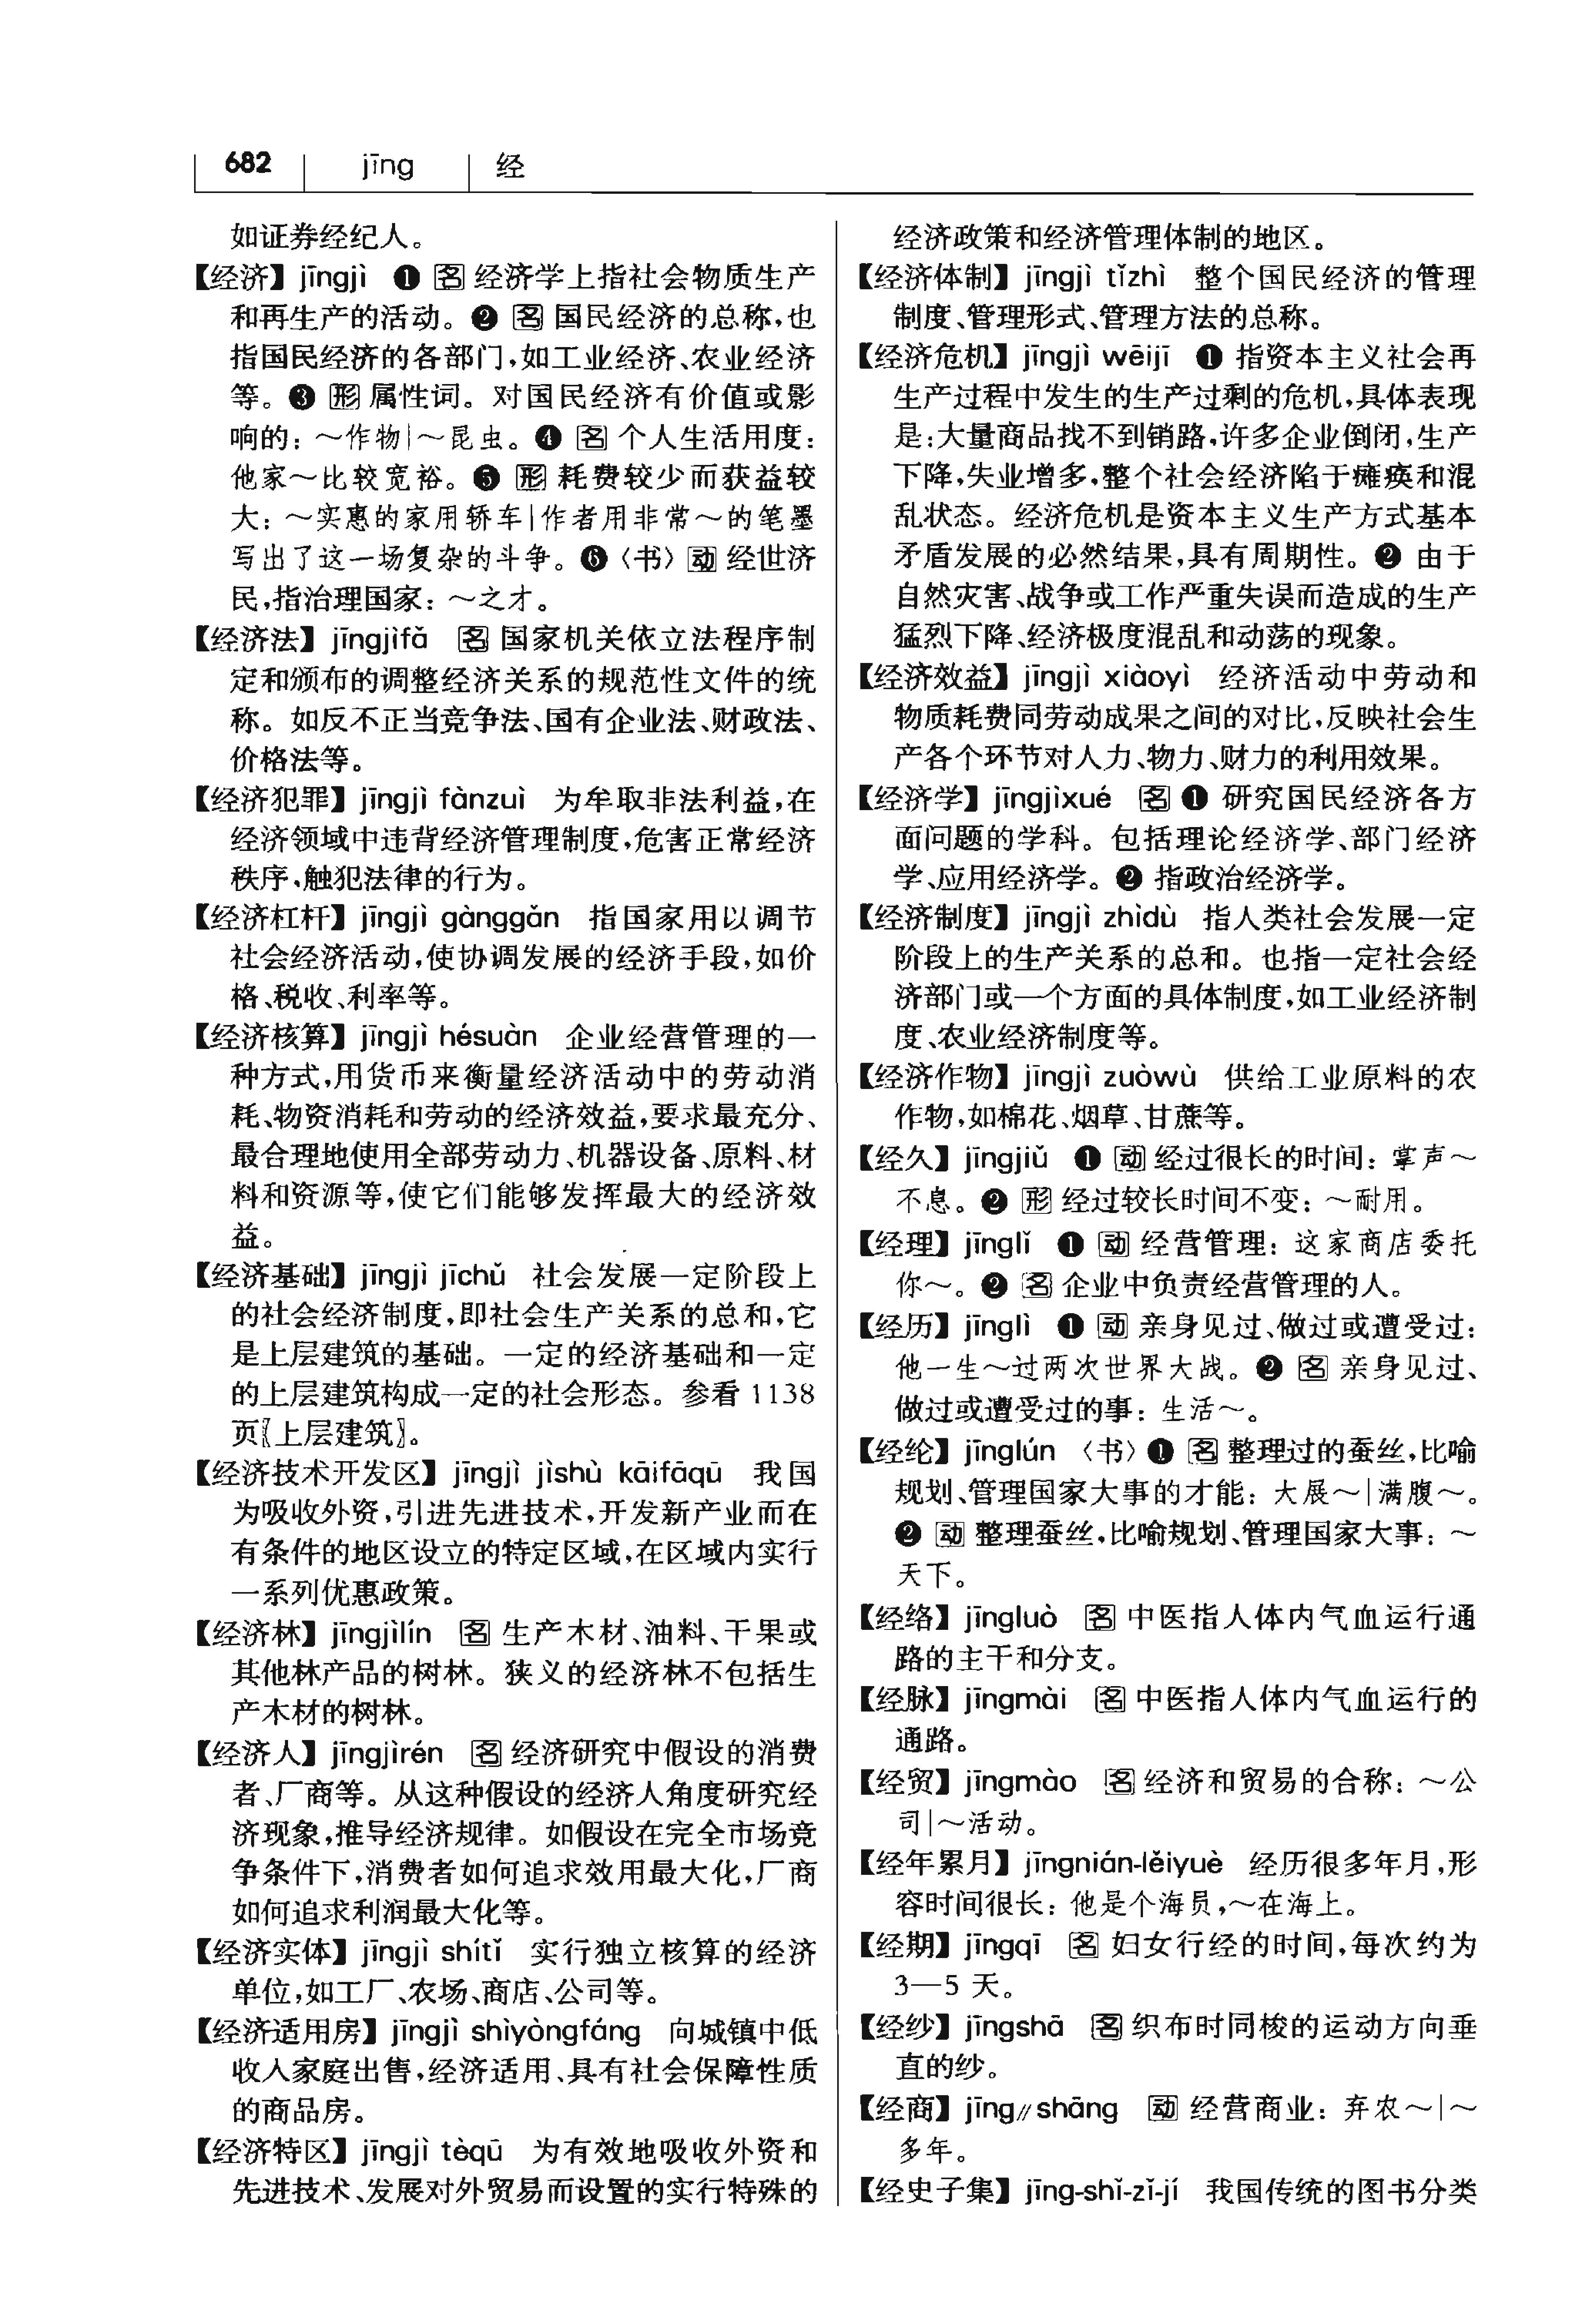 682 jīng 经
如证券经纪人。
【经济】jīngjì ❶ 名 经济学上指社会物质生产
和再生产的活动。❷ 名 国民经济的总称,也
指国民经济的各部门,如工业经济、农业经济
等。❸ 形 属性词。对国民经济有价值或影
响的:～作物|～昆虫。❹ 名 个人生活用度:
他家～比较宽裕。❺ 形 耗费较少而获益较
大:～实惠的家用轿车|作者用非常～的笔墨
写出了这一场复杂的斗争。❻〈书〉动 经世济
民,指治理国家:～之才。
【经济法】jīngjìfǎ 名 国家机关依立法程序制
定和颁布的调整经济关系的规范性文件的统
称。如反不正当竞争法、国有企业法、财政法、
价格法等。
【经济犯罪】jīngjì fànzuì 为牟取非法利益,在
经济领域中违背经济管理制度,危害正常经济
秩序,触犯法律的行为。
【经济杠杆】jīngjì gànggǎn 指国家用以调节
社会经济活动,使协调发展的经济手段,如价
格、税收、利率等。
【经济核算】jīngjì hésuàn 企业经营管理的一
种方式,用货币来衡量经济活动中的劳动消
耗、物资消耗和劳动的经济效益,要求最充分、
最合理地使用全部劳动力、机器设备、原料、材
料和资源等,使它们能够发挥最大的经济效
益。
【经济基础】jīngjì jīchǔ 社会发展一定阶段上
的社会经济制度,即社会生产关系的总和,它
是上层建筑的基础。一定的经济基础和一定
的上层建筑构成一定的社会形态。参看 1138
页〖上层建筑〗。
【经济技术开发区】jīngjì jìshù kāifāqū 我国
为吸收外资,引进先进技术,开发新产业而在
有条件的地区设立的特定区域,在区域内实行
一系列优惠政策。
【经济林】jīngjìlín 名 生产木材、油料、干果或
其他林产品的树林。狭义的经济林不包括生
产木材的树林。
【经济人】jīngjìrén 名 经济研究中假设的消费
者、厂商等。从这种假设的经济人角度研究经
济现象,推导经济规律。如假设在完全市场竞
争条件下,消费者如何追求效用最大化,厂商
如何追求利润最大化等。
【经济实体】jīngjì shítǐ 实行独立核算的经济
单位,如工厂、农场、商店、公司等。
【经济适用房】jīngjì shìyòngfáng 向城镇中低
收入家庭出售,经济适用、具有社会保障性质
的商品房。
【经济特区】jīngjì tèqū 为有效地吸收外资和
先进技术、发展对外贸易而设置的实行特殊的
经济政策和经济管理体制的地区。
【经济体制】jīngjì tǐzhì 整个国民经济的管理
制度、管理形式、管理方法的总称。
【经济危机】jīngjì wēijī ❶ 指资本主义社会再
生产过程中发生的生产过剩的危机,具体表现
是:大量商品找不到销路,许多企业倒闭,生产
下降,失业增多,整个社会经济陷于瘫痪和混
乱状态。经济危机是资本主义生产方式基本
矛盾发展的必然结果,具有周期性。❷ 由于
自然灾害、战争或工作严重失误而造成的生产
猛烈下降、经济极度混乱和动荡的现象。
【经济效益】jīngjì xiàoyì 经济活动中劳动和
物质耗费同劳动成果之间的对比,反映社会生
产各个环节对人力、物力、财力的利用效果。
【经济学】jīngjìxué 名 ❶ 研究国民经济各方
面问题的学科。包括理论经济学、部门经济
学、应用经济学。❷ 指政治经济学。
【经济制度】jīngjì zhìdù 指人类社会发展一定
阶段上的生产关系的总和。也指一定社会经
济部门或一个方面的具体制度,如工业经济制
度、农业经济制度等。
【经济作物】jīngjì zuòwù 供给工业原料的农
作物,如棉花、烟草、甘蔗等。
【经久】jīngjiǔ ❶ 动 经过很长的时间:掌声～
不息。❷ 形 经过较长时间不变:～耐用。
【经理】jīnglǐ ❶ 动 经营管理:这家商店委托
你～。❷ 名 企业中负责经营管理的人。
【经历】jīnglì ❶ 动 亲身见过、做过或遭受过:
他一生～过两次世界大战。❷ 名 亲身见过、
做过或遭受过的事:生活～。
【经纶】jīnglún 〈书〉❶ 名 整理过的蚕丝,比喻
规划、管理国家大事的才能:大展～|满腹～。
❷ 动 整理蚕丝,比喻规划、管理国家大事:～
天下。
【经络】jīngluò 名 中医指人体内气血运行通
路的主干和分支。
【经脉】jīngmài 名 中医指人体内气血运行的
通路。
【经贸】jīngmào 名 经济和贸易的合称:～公
司|～活动。
【经年累月】jīngnián-lěiyuè 经历很多年月,形
容时间很长:他是个海员,～在海上。
【经期】jīngqī 名 妇女行经的时间,每次约为
3—5 天。
【经纱】jīngshā 名 织布时同梭的运动方向垂
直的纱。
【经商】jīng∥shāng 动 经营商业:弃农～|～
多年。
【经史子集】jīng-shǐ-zǐ-jí 我国传统的图书分类